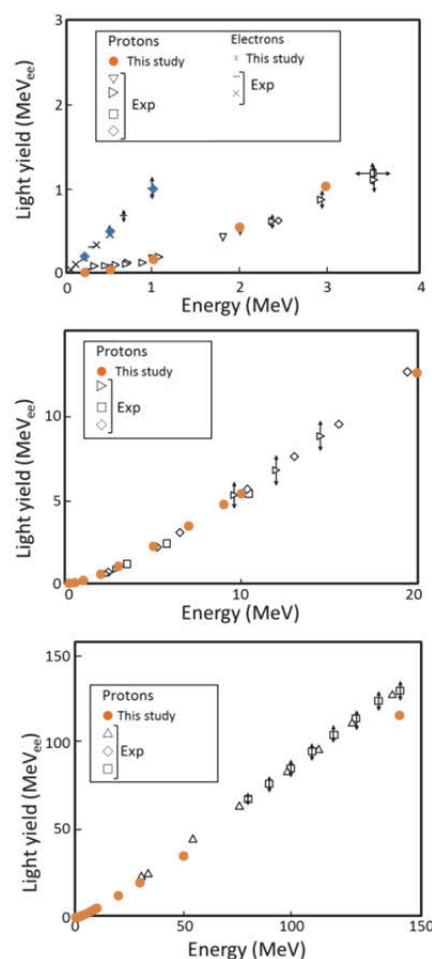 Light yield (MeVee)
3
2
1
0
Protons
This study
Exp
Electrons
This study
Exp
0
1
2
3
4
Energy (MeV)
Light yield (MeVee)
10
5
0
Protons
This study
Exp
0
10
20
Energy (MeV)
Light yield (MeVee)
150
100
50
0
Protons
This study
Exp
0
50
100
150
Energy (MeV)